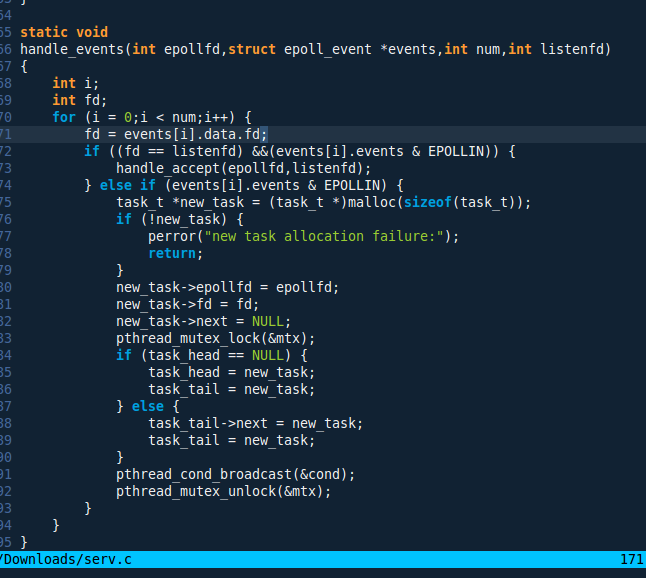 53 }
64
65 static void
66 handle_events(int epollfd,struct epoll_event *events,int num,int listenfd)
67 {
68     int i;
69     int fd;
70     for (i = 0;i < num;i++) {
71         fd = events[i].data.fd;
72         if ((fd == listenfd) &&(events[i].events & EPOLLIN)) {
73             handle_accept(epollfd,listenfd);
74         } else if (events[i].events & EPOLLIN) {
75             task_t *new_task = (task_t *)malloc(sizeof(task_t));
76             if (!new_task) {
77                 perror("new task allocation failure:");
78                 return;
79             }
80             new_task->epollfd = epollfd;
81             new_task->fd = fd;
82             new_task->next = NULL;
83             pthread_mutex_lock(&mtx);
84             if (task_head == NULL) {
85                 task_head = new_task;
86                 task_tail = new_task;
87             } else {
88                 task_tail->next = new_task;
89                 task_tail = new_task;
90             }
91             pthread_cond_broadcast(&cond);
92             pthread_mutex_unlock(&mtx);
93         }
94     }
95 }
/Downloads/serv.c 171